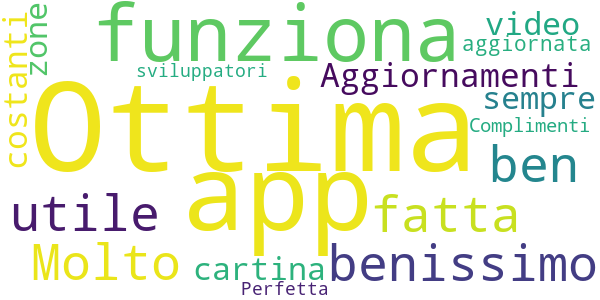 costanti
zone
funziona
video
aggiornata
sviluppatori
Aggiornamenti
sempre
Ottima
Complimenti
ben
app
utile
fatta
Molto
cartina
benissimo
Perfetta